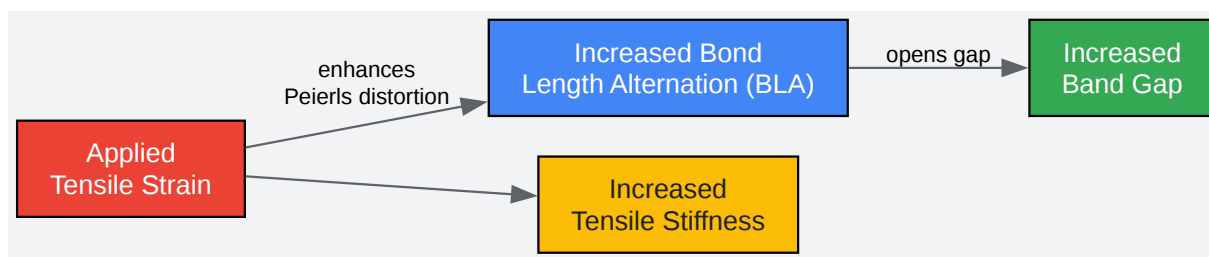 Applied
Tensile Strain
enhances
Peierls distortion
Increased Bond
Length Alternation (BLA)
opens gap
Increased
Band Gap
Increased
Tensile Stiffness